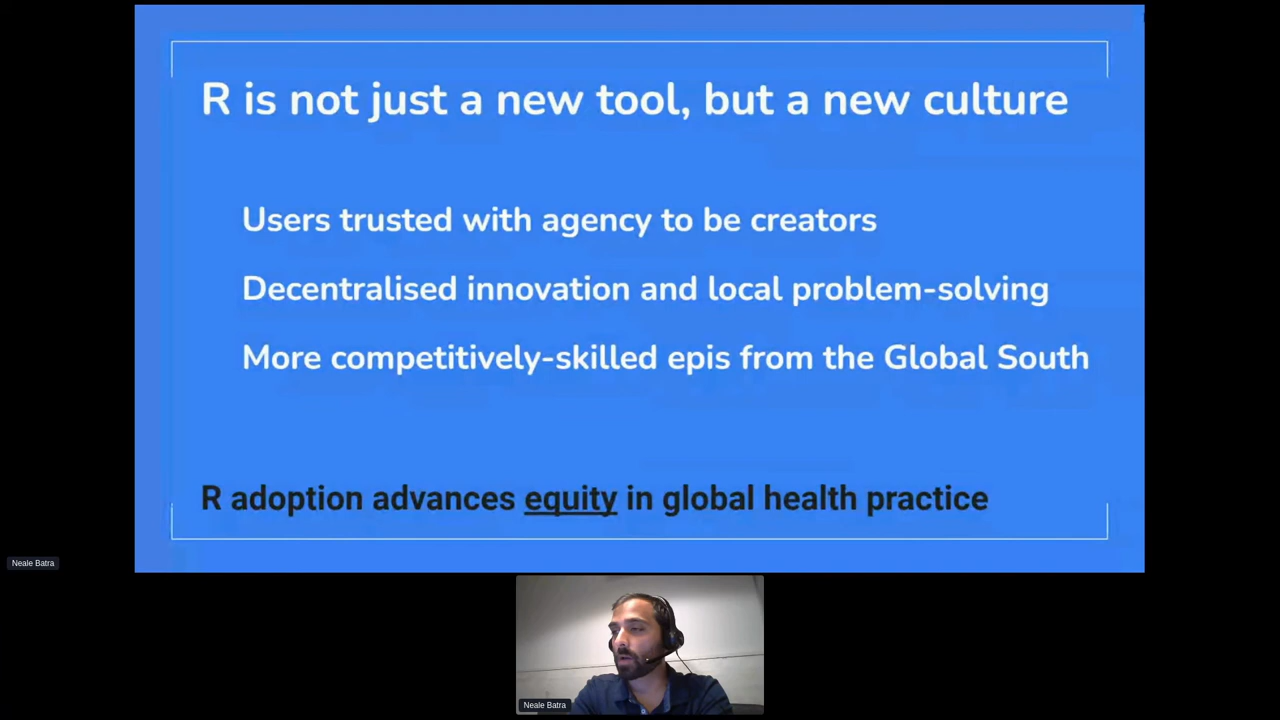 R is not just a new tool, but a new culture
Users trusted with agency to be creators
Decentralised innovation and local problem-solving
More competitively-skilled epis from the Global South
R adoption advances equity in global health practice
Neale Batra
Neale Batra